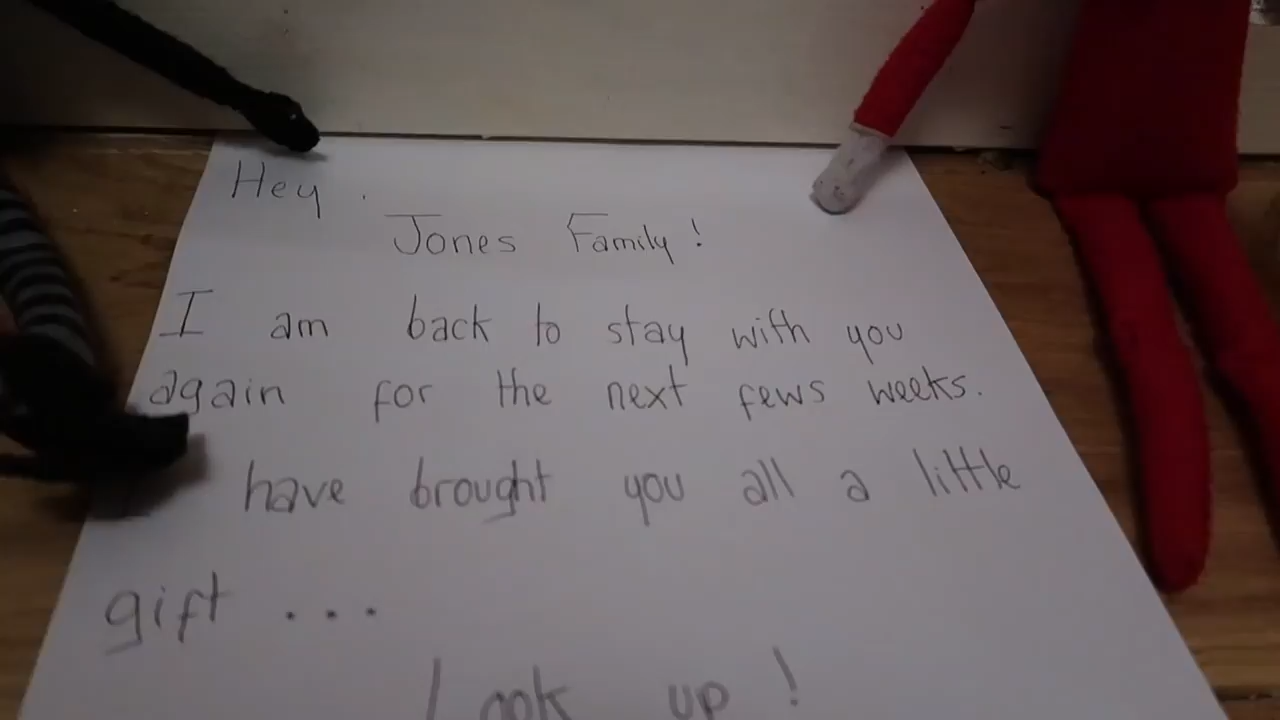 Hey.
Jones Family!
I am back to stay with you
again for the next fews weeks.
have brought you all a little
gift ...
Look up!